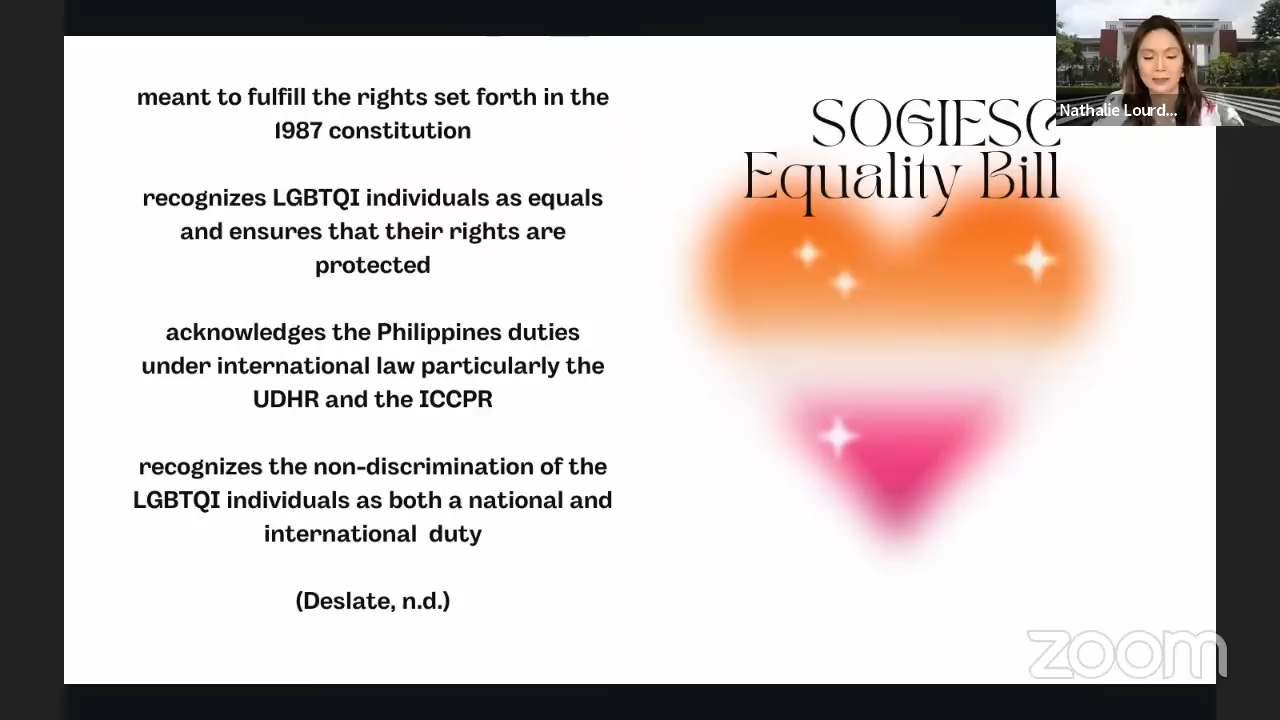 meant to fulfill the rights set forth in the
1987 constitution
recognizes LGBTQI individuals as equals
and ensures that their rights are
protected
acknowledges the Philippines duties
under international law particularly the
UDHR and the ICCPR
recognizes the non-discrimination of the
LGBTQI individuals as both a national and
international duty
(Deslate, n.d.)
SOGIESC
Equality Bill
Nathalie Lourd...
zoom